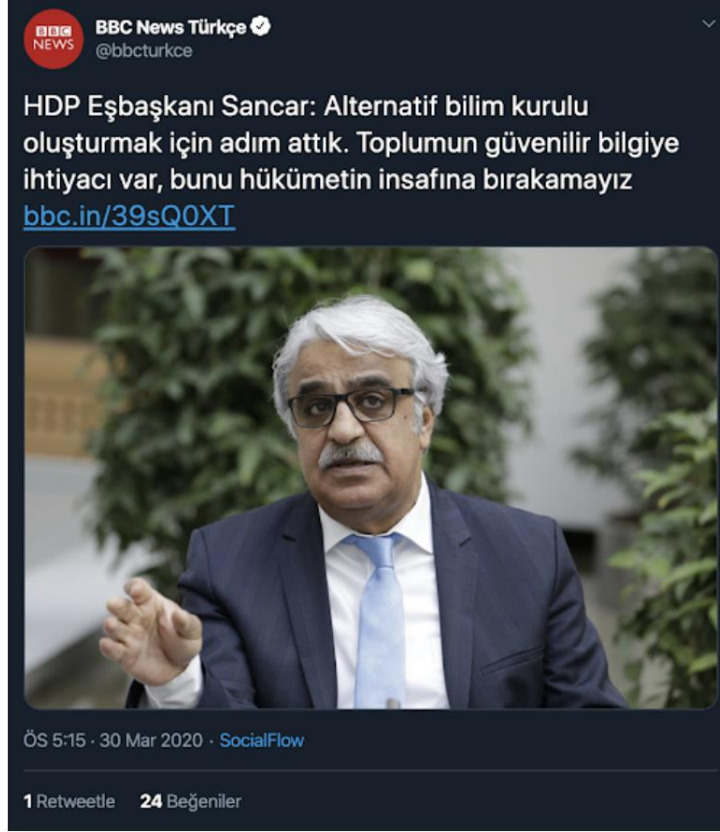 BBC NEWS
BBC News Türkçe
@bbcturkce
HDP Eşbaşkanı Sancar: Alternatif bilim kurulu
oluşturmak için adım attık. Toplumun güvenilir bilgiye
ihtiyacı var, bunu hükümetin insafına bırakamayız
bbc.in/39sQ0XT
ÖS 5:15 · 30 Mar 2020 · SocialFlow
1 Retweetle 24 Beğeniler